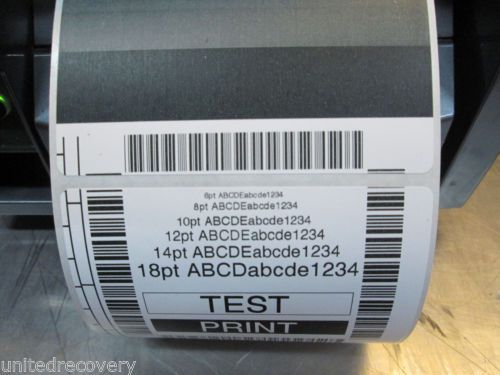 6pt ABCDEabcde1234
8pt ABCDEabcde1234
10pt ABCDEabcde1234
12pt ABCDEabcde1234
14pt ABCDEabcde1234
18pt ABCDabcde1234
TEST
PRINT
unitedrecovery